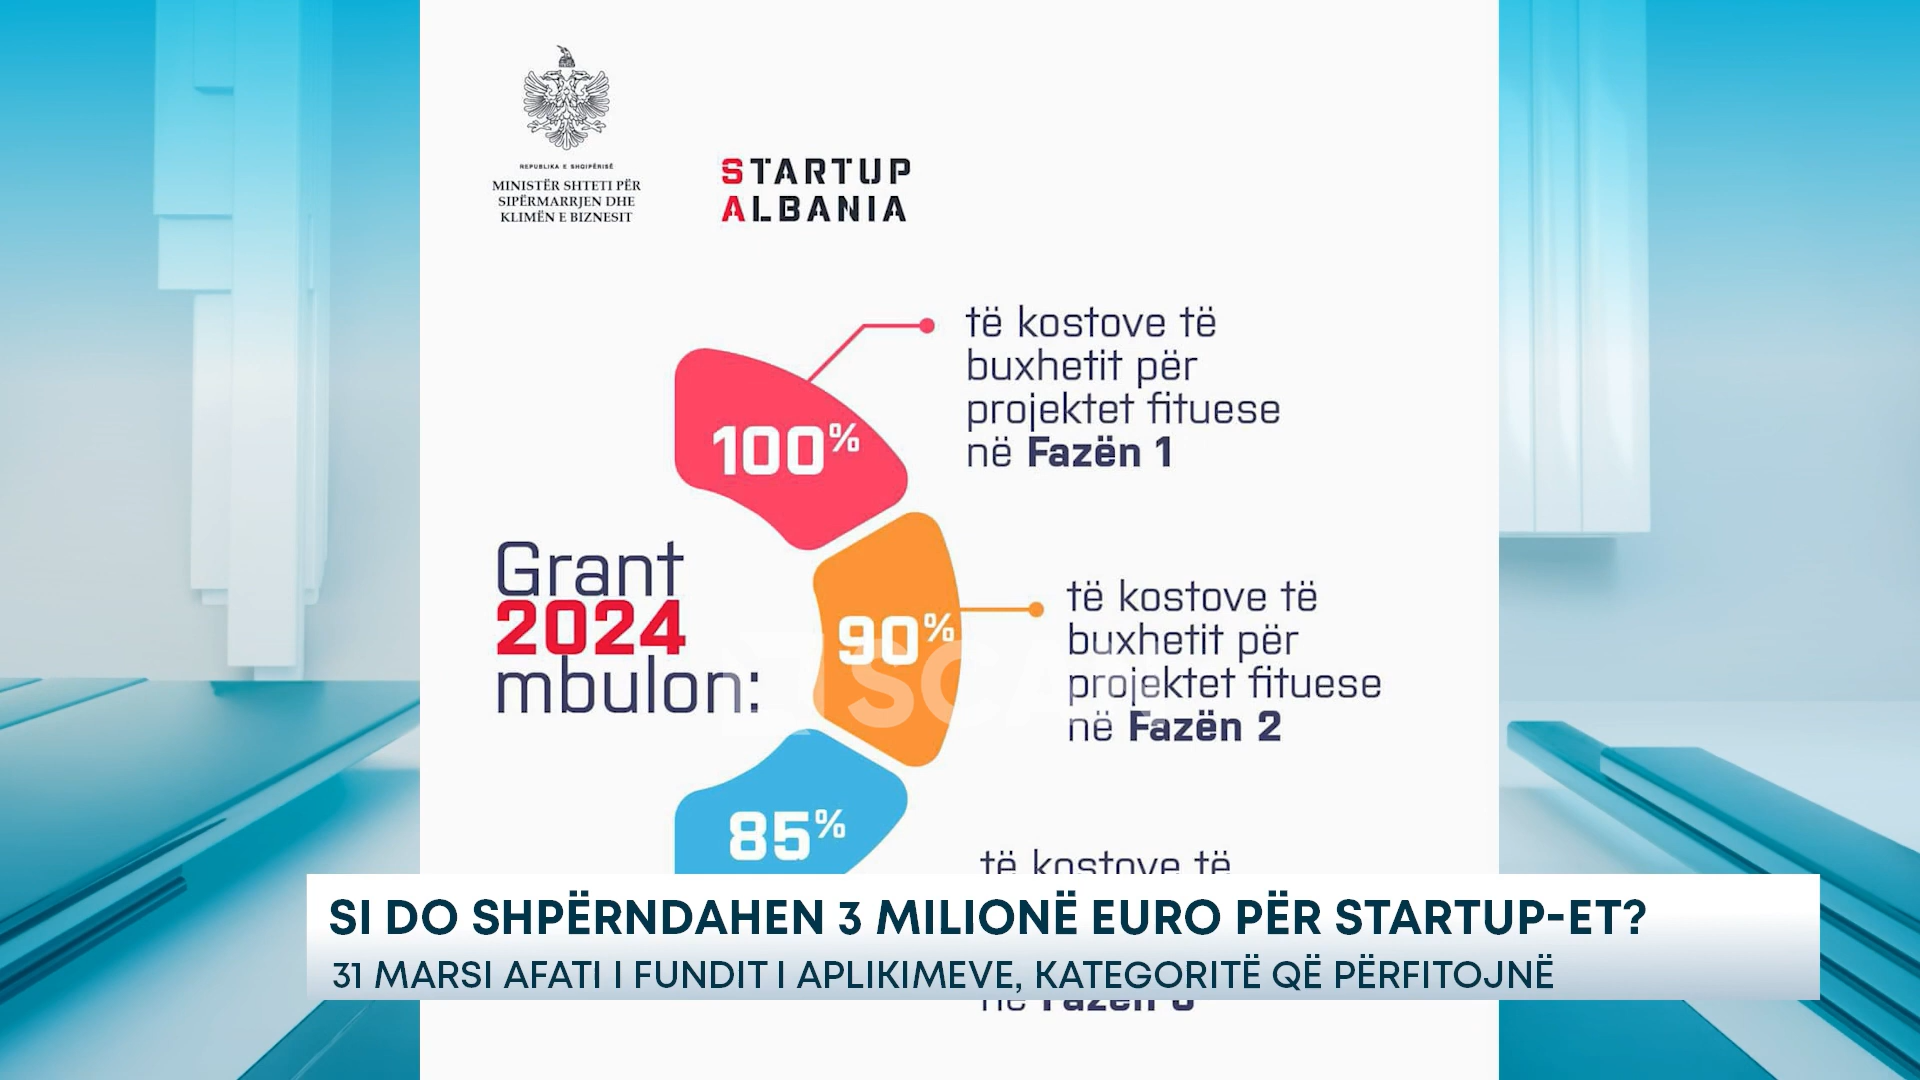 REPUBLIKA E SHQIPËRISË
MINISTËR SHTETI PËR
SIPËRMARRJEN DHE
KLIMËN E BIZNESIT
STARTUP
ALBANIA
të kostove të
buxhetit për
projektet fituese
në Fazën 1
100%
Grant
2024
mbulon:
90%
të kostove të
buxhetit për
projektet fituese
në Fazën 2
85%
të kostove të
SI DO SHPËRNDAHEN 3 MILIONË EURO PËR STARTUP-ET?
31 MARSI AFATI I FUNDIT I APLIKIMEVE, KATEGORITË QË PËRFITOJNË
në Fazën 3